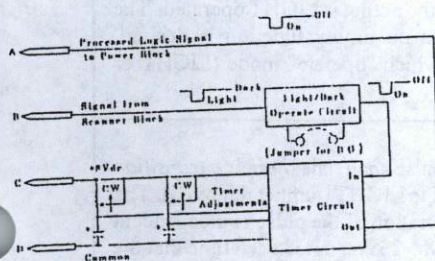 Off
On
A
Processed Logic Signal
to Power Block
Dark
Light
Off
On
B
Signal from
Scanner Block
Light/Dark
Operate Circuit
(Jumper for D.O.)
C
CW
CW
Timer
Adjustments
In
Timer Circuit
Out
D
Common